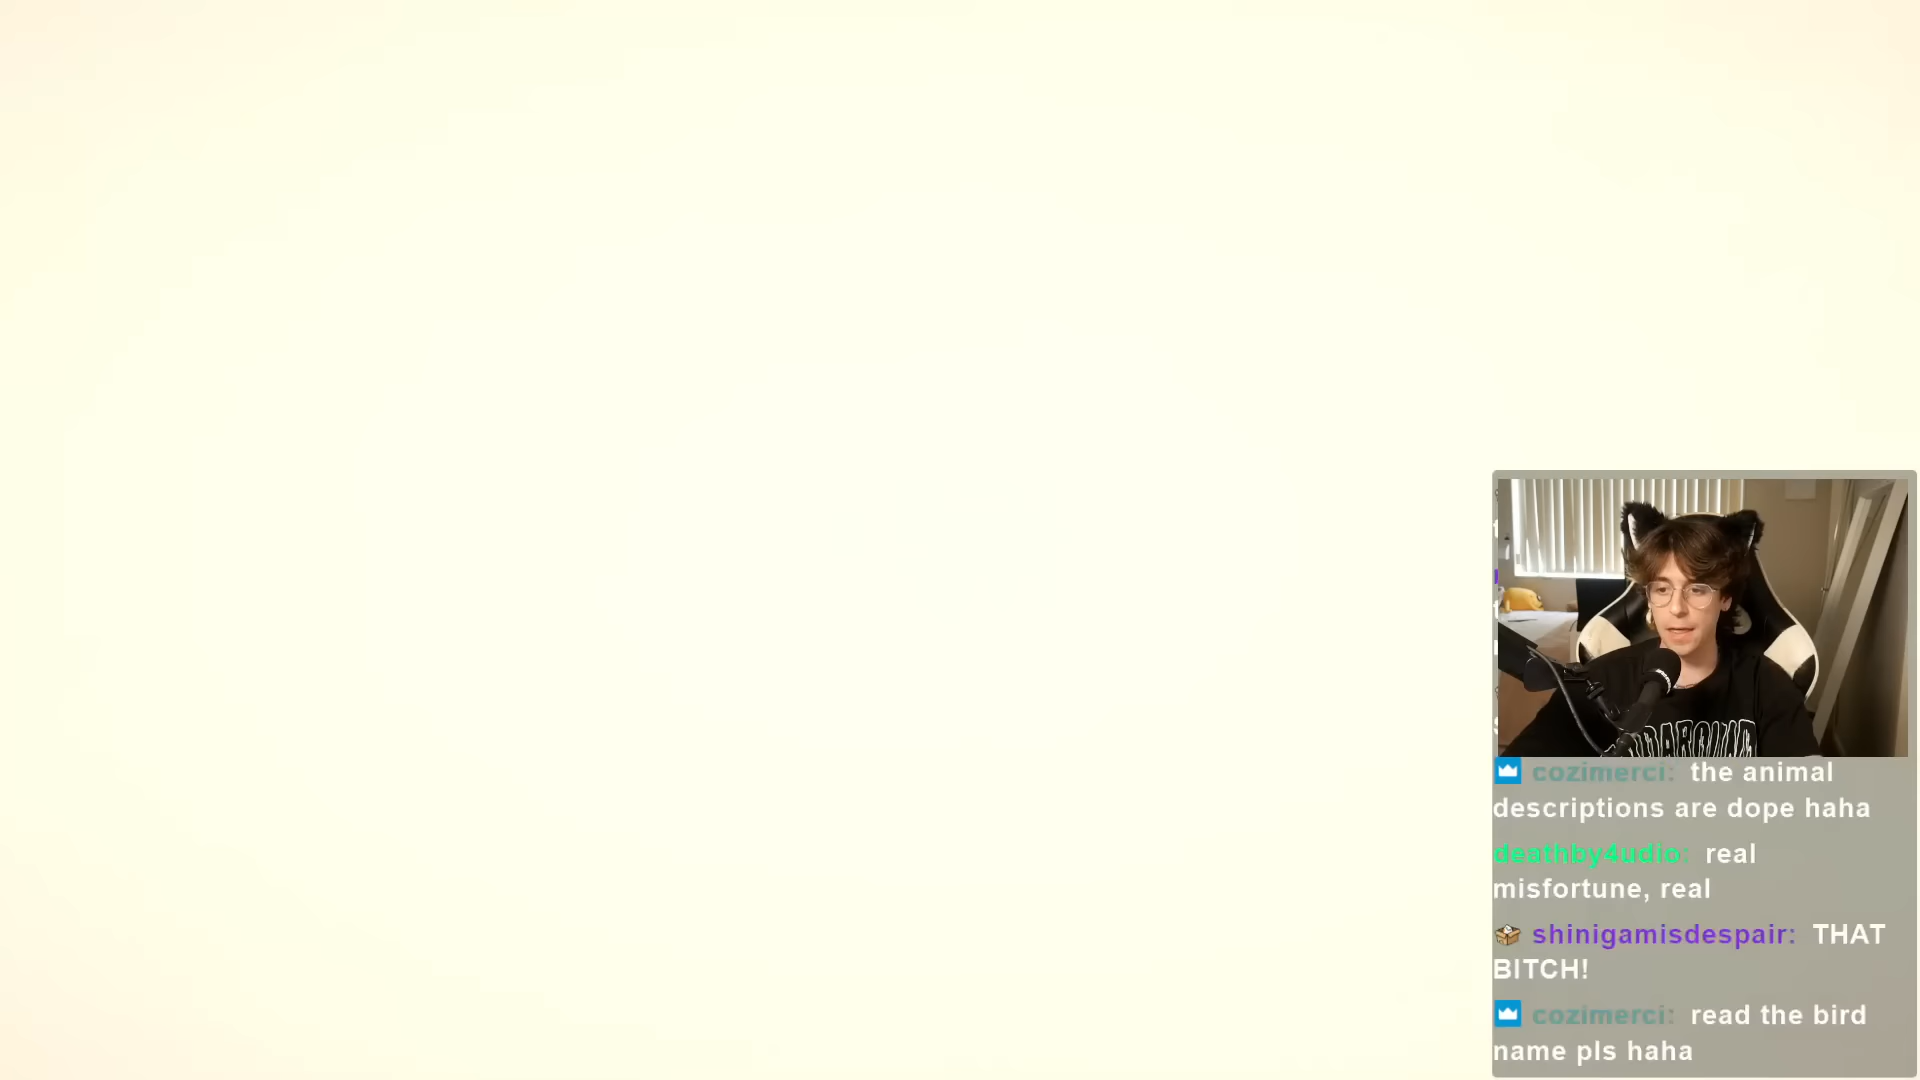 cozimerci: the animal
descriptions are dope haha
deathby4udio: real
misfortune, real
shinigamisdespair: THAT
BITCH!
cozimerci: read the bird
name pls haha